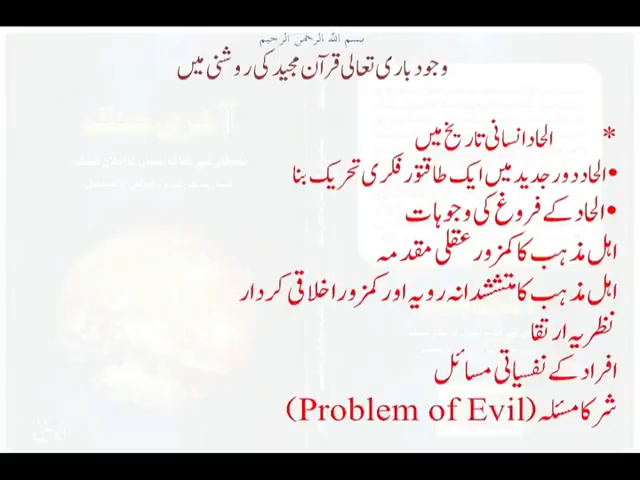 بسم اللہ الرحمن الرحیم
وجود باری تعالی قرآن مجید کی روشنی میں
* الحاد انسانی تاریخ میں
•الحاد دور جدید میں ایک طاقتور فکری تحریک بنا
•الحاد کے فروغ کی وجوہات
اہل مذہب کا کمزور عقلی مقدمہ
اہل مذہب کا متشددانہ رویہ اور کمزور اخلاقی کردار
نظریہ ارتقا
افراد کے نفسیاتی مسائل
شر کا مسئلہ (Problem of Evil)
آخری جنگ